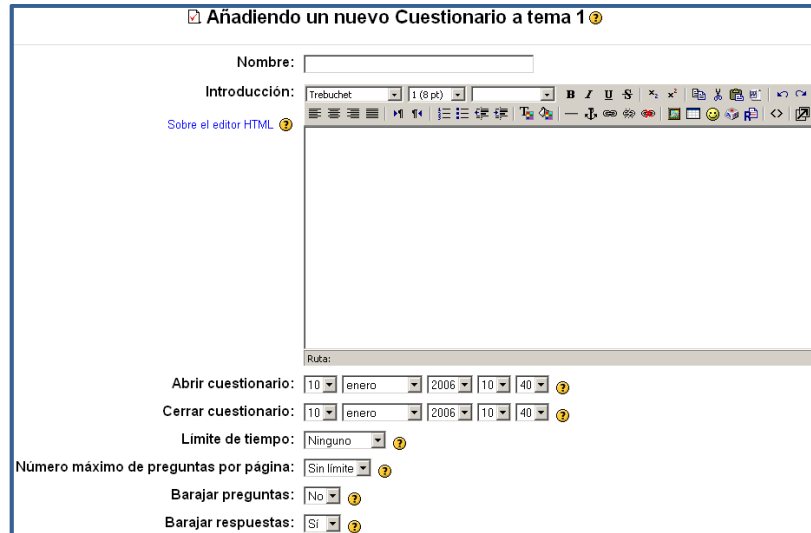 Añadiendo un nuevo Cuestionario a tema 1
Nombre:
Introducción:
Trebuchet 1 (8 pt) B I U S x₂ x²
Sobre el editor HTML
Ruta:
Abrir cuestionario: 10 enero 2006 10 40
Cerrar cuestionario: 10 enero 2006 10 40
Límite de tiempo: Ninguno
Número máximo de preguntas por página: Sin límite
Barajar preguntas: No
Barajar respuestas: Sí